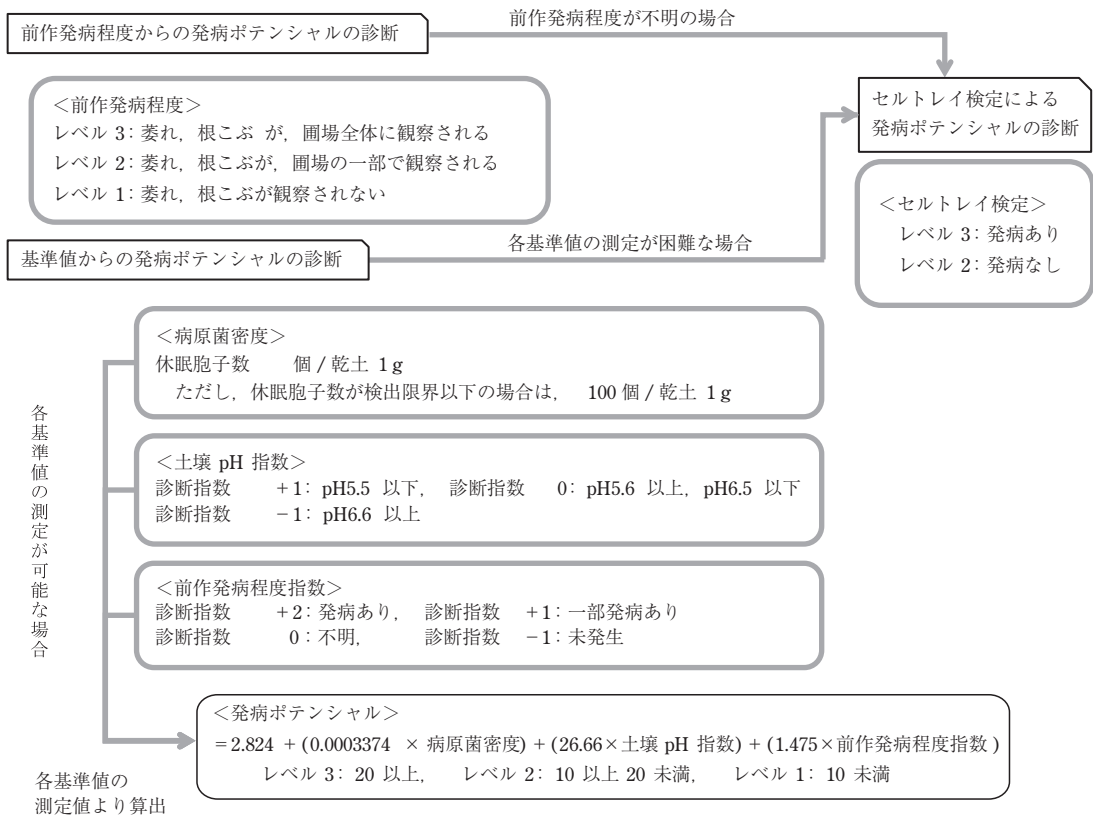 前作発病程度が不明の場合
前作発病程度からの発病ポテンシャルの診断
＜前作発病程度＞
レベル 3：萎れ，根こぶ が，圃場全体に観察される
レベル 2：萎れ，根こぶが，圃場の一部で観察される
レベル 1：萎れ，根こぶが観察されない
セルトレイ検定による
発病ポテンシャルの診断
＜セルトレイ検定＞
レベル 3：発病あり
レベル 2：発病なし
各基準値の測定が困難な場合
基準値からの発病ポテンシャルの診断
各基準値の測定が可能な場合
＜病原菌密度＞
休眠胞子数　　個 / 乾土 1 g
ただし，休眠胞子数が検出限界以下の場合は，　100 個 / 乾土 1 g
＜土壌 pH 指数＞
診断指数　　+1：pH5.5 以下，　診断指数　　0：pH5.6 以上，pH6.5 以下
診断指数　　−1：pH6.6 以上
＜前作発病程度指数＞
診断指数　　+2：発病あり，　診断指数　+1：一部発病あり
診断指数　　0：不明，　　診断指数　−1：未発生
＜発病ポテンシャル＞
=2.824 + (0.0003374 × 病原菌密度) + (26.66×土壌 pH 指数) + (1.475×前作発病程度指数)
レベル 3：20 以上，　レベル 2：10 以上 20 未満，　レベル 1：10 未満
各基準値の
測定値より算出